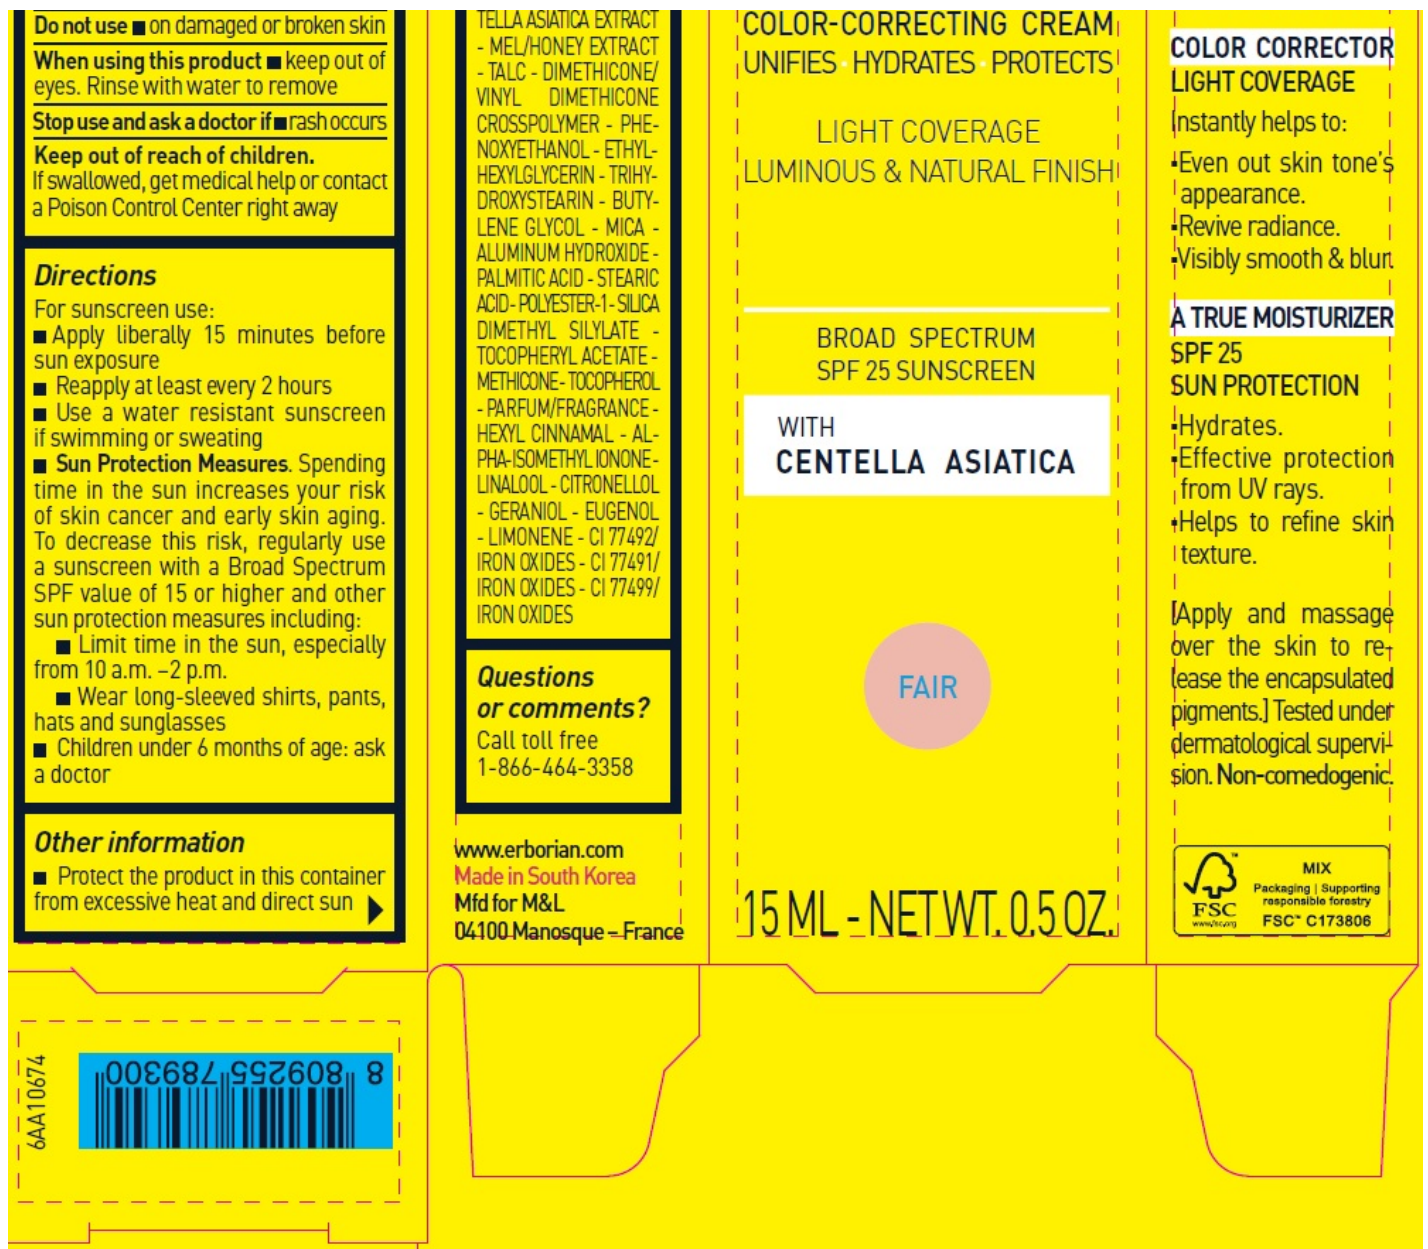 Do not use ■ on damaged or broken skin
When using this product ■ keep out of
eyes. Rinse with water to remove
Stop use and ask a doctor if ■ rash occurs
Keep out of reach of children.
If swallowed, get medical help or contact
a Poison Control Center right away
Directions
For sunscreen use:
■ Apply liberally 15 minutes before
sun exposure
■ Reapply at least every 2 hours
■ Use a water resistant sunscreen
if swimming or sweating
■ Sun Protection Measures. Spending
time in the sun increases your risk
of skin cancer and early skin aging.
To decrease this risk, regularly use
a sunscreen with a Broad Spectrum
SPF value of 15 or higher and other
sun protection measures including:
■ Limit time in the sun, especially
from 10 a.m. –2 p.m.
■ Wear long-sleeved shirts, pants,
hats and sunglasses
■ Children under 6 months of age: ask
a doctor
Other information
■ Protect the product in this container
from excessive heat and direct sun
TELLA ASIATICA EXTRACT
- MEL/HONEY EXTRACT
- TALC - DIMETHICONE/
VINYL DIMETHICONE
CROSSPOLYMER - PHE-
NOXYETHANOL - ETHYL-
HEXYLGLYCERIN - TRIHY-
DROXYSTEARIN - BUTY-
LENE GLYCOL - MICA -
ALUMINUM HYDROXIDE -
PALMITIC ACID - STEARIC
ACID - POLYESTER-1 - SILICA
DIMETHYL SILYLATE -
TOCOPHERYL ACETATE -
METHICONE - TOCOPHEROL
- PARFUM/FRAGRANCE -
HEXYL CINNAMAL - AL-
PHA-ISOMETHYL IONONE -
LINALOOL - CITRONELLOL
- GERANIOL - EUGENOL
- LIMONENE - CI 77492/
IRON OXIDES - CI 77491/
IRON OXIDES - CI 77499/
IRON OXIDES
Questions
or comments?
Call toll free
1-866-464-3358
www.erborian.com
Made in South Korea
Mfd for M&L
04100 Manosque – France
COLOR-CORRECTING CREAM
UNIFIES · HYDRATES · PROTECTS
LIGHT COVERAGE
LUMINOUS & NATURAL FINISH
BROAD SPECTRUM
SPF 25 SUNSCREEN
WITH
CENTELLA ASIATICA
FAIR
15 ML - NET WT. 0.5 OZ.
COLOR CORRECTOR
LIGHT COVERAGE
Instantly helps to:
▪Even out skin tone's
appearance.
▪Revive radiance.
▪Visibly smooth & blur.
A TRUE MOISTURIZER
SPF 25
SUN PROTECTION
▪Hydrates.
▪Effective protection
from UV rays.
▪Helps to refine skin
texture.
[Apply and massage
over the skin to re-
lease the encapsulated
pigments.] Tested under
dermatological supervi-
sion. Non-comedogenic.
FSC
www.fsc.org
MIX
Packaging | Supporting
responsible forestry
FSC™ C173806
6AA10674
8 809255 789300